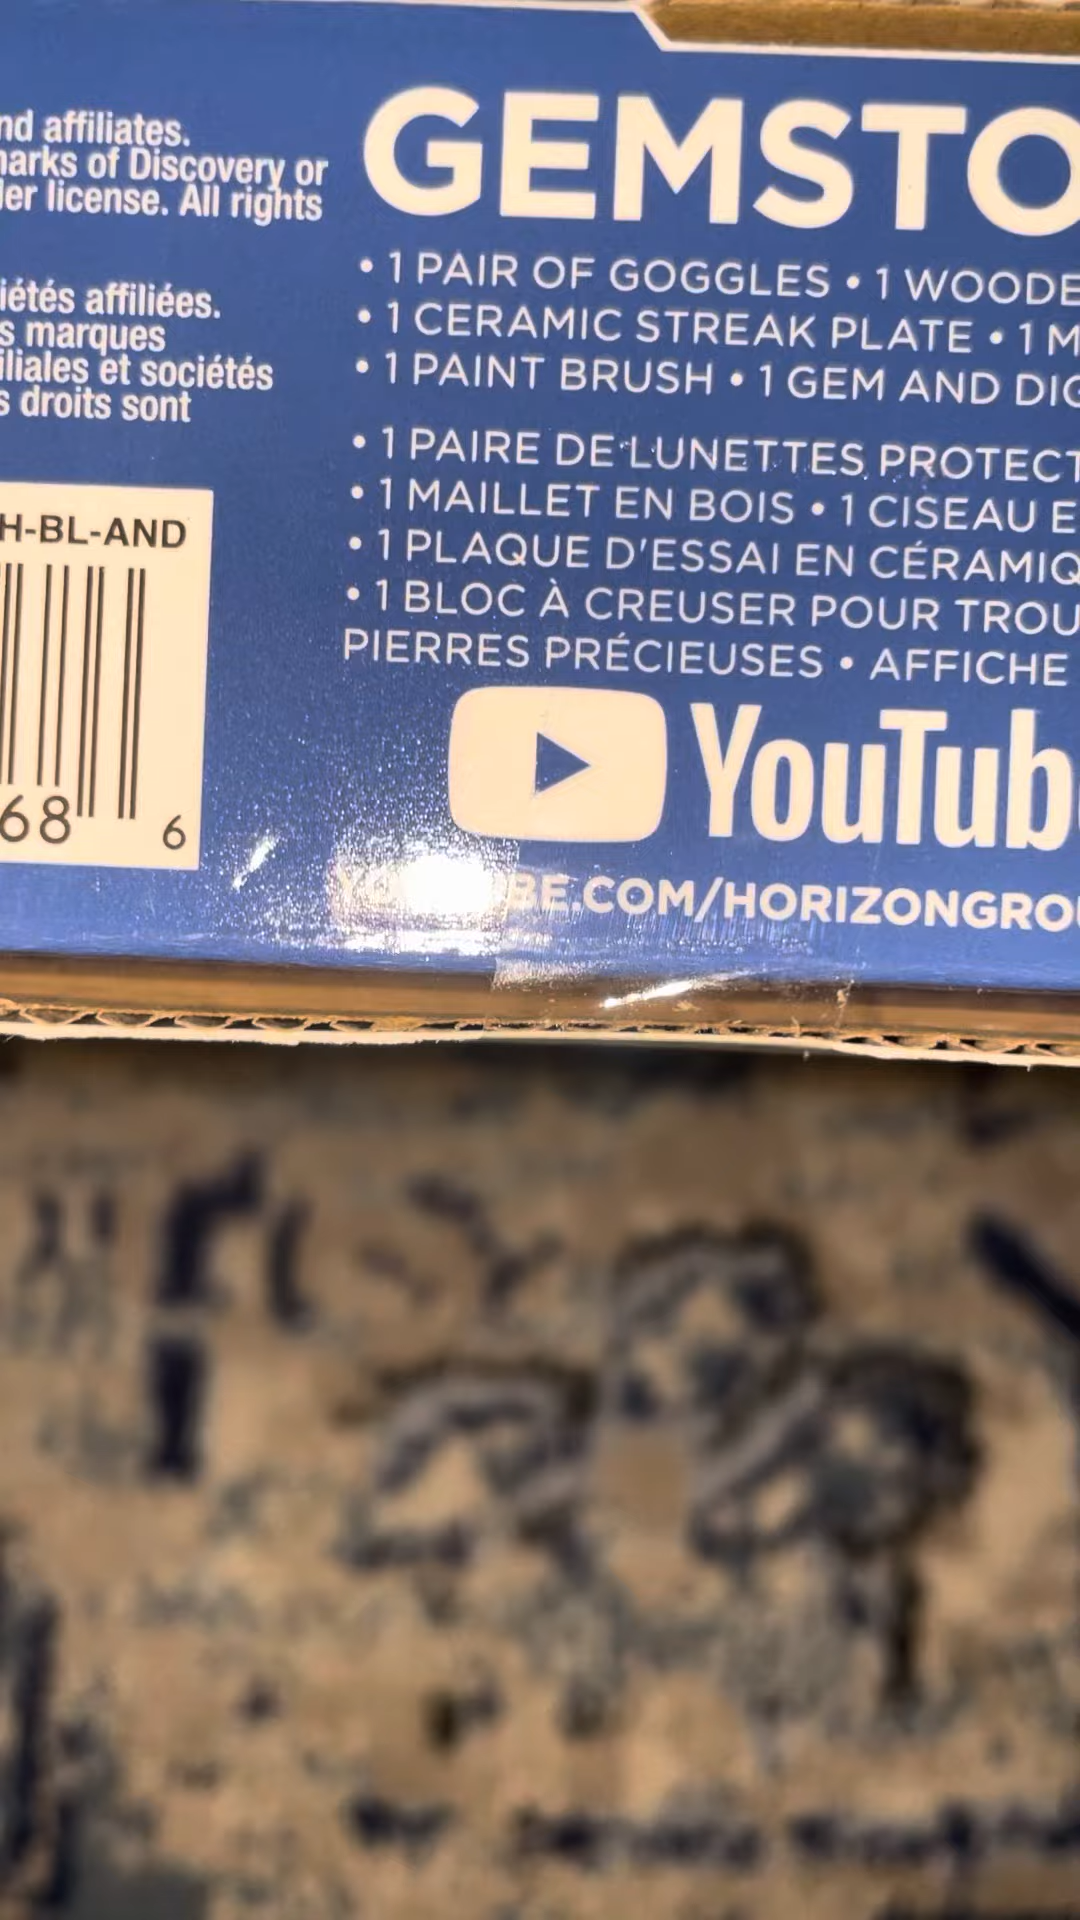 nd affiliates.
arks of Discovery or
er license. All rights
iétés affiliées.
s marques
iliales et sociétés
s droits sont
H-BL-AND
68 6
GEMSTO
• 1 PAIR OF GOGGLES • 1 WOODE
• 1 CERAMIC STREAK PLATE • 1 M
• 1 PAINT BRUSH • 1 GEM AND DIG
• 1 PAIRE DE LUNETTES PROTECT
• 1 MAILLET EN BOIS • 1 CISEAU E
• 1 PLAQUE D'ESSAI EN CÉRAMIQ
• 1 BLOC À CREUSER POUR TROU
PIERRES PRÉCIEUSES • AFFICHE
YouTub
BE.COM/HORIZONGROU